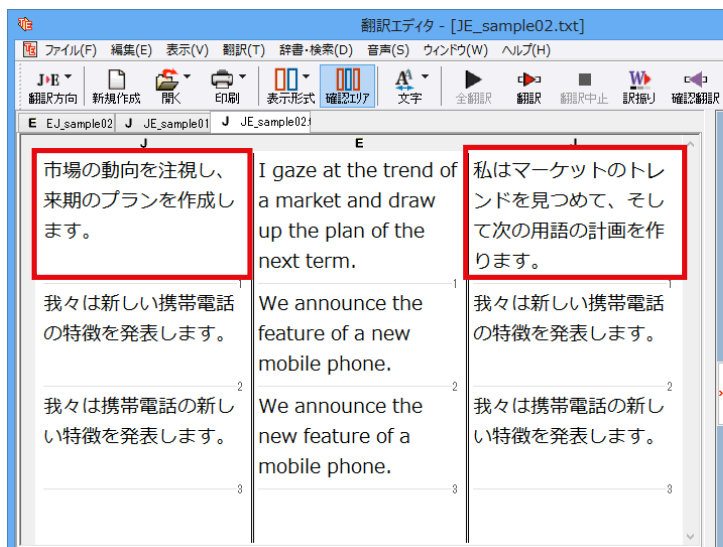 翻訳エディタ - [JE_sample02.txt]
ファイル(F) 編集(E) 表示(V) 翻訳(T) 辞書・検索(D) 音声(S) ウィンドウ(W) ヘルプ(H)
J▶E
翻訳方向 新規作成 開く 印刷 表示形式 確認エリア 文字 全翻訳 翻訳 翻訳中止 訳振り 確認翻訳
E EJ_sample02 J JE_sample01 J JE_sample02.t
J E J
市場の動向を注視し、
来期のプランを作成し
ます。
1
I gaze at the trend of
a market and draw
up the plan of the
next term.
1
私はマーケットのトレ
ンドを見つめて、そし
て次の用語の計画を作
ります。
1
我々は新しい携帯電話
の特徴を発表します。
2
We announce the
feature of a new
mobile phone.
2
我々は新しい携帯電話
の特徴を発表します。
2
我々は携帯電話の新し
い特徴を発表します。
3
We announce the
new feature of a
mobile phone.
3
我々は携帯電話の新し
い特徴を発表します。
3